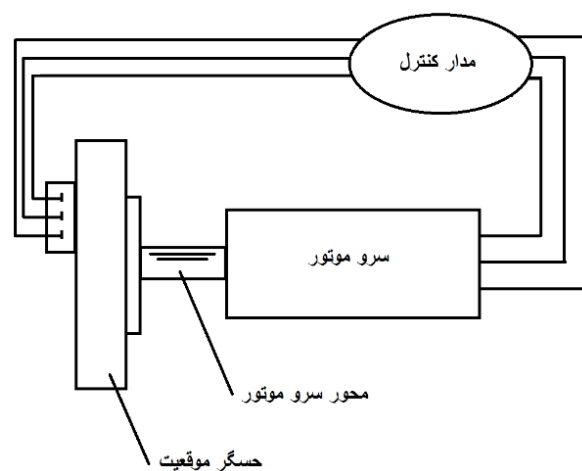 مدار کنترل
سرو موتور
محور سرو موتور
حسگر موقعیت